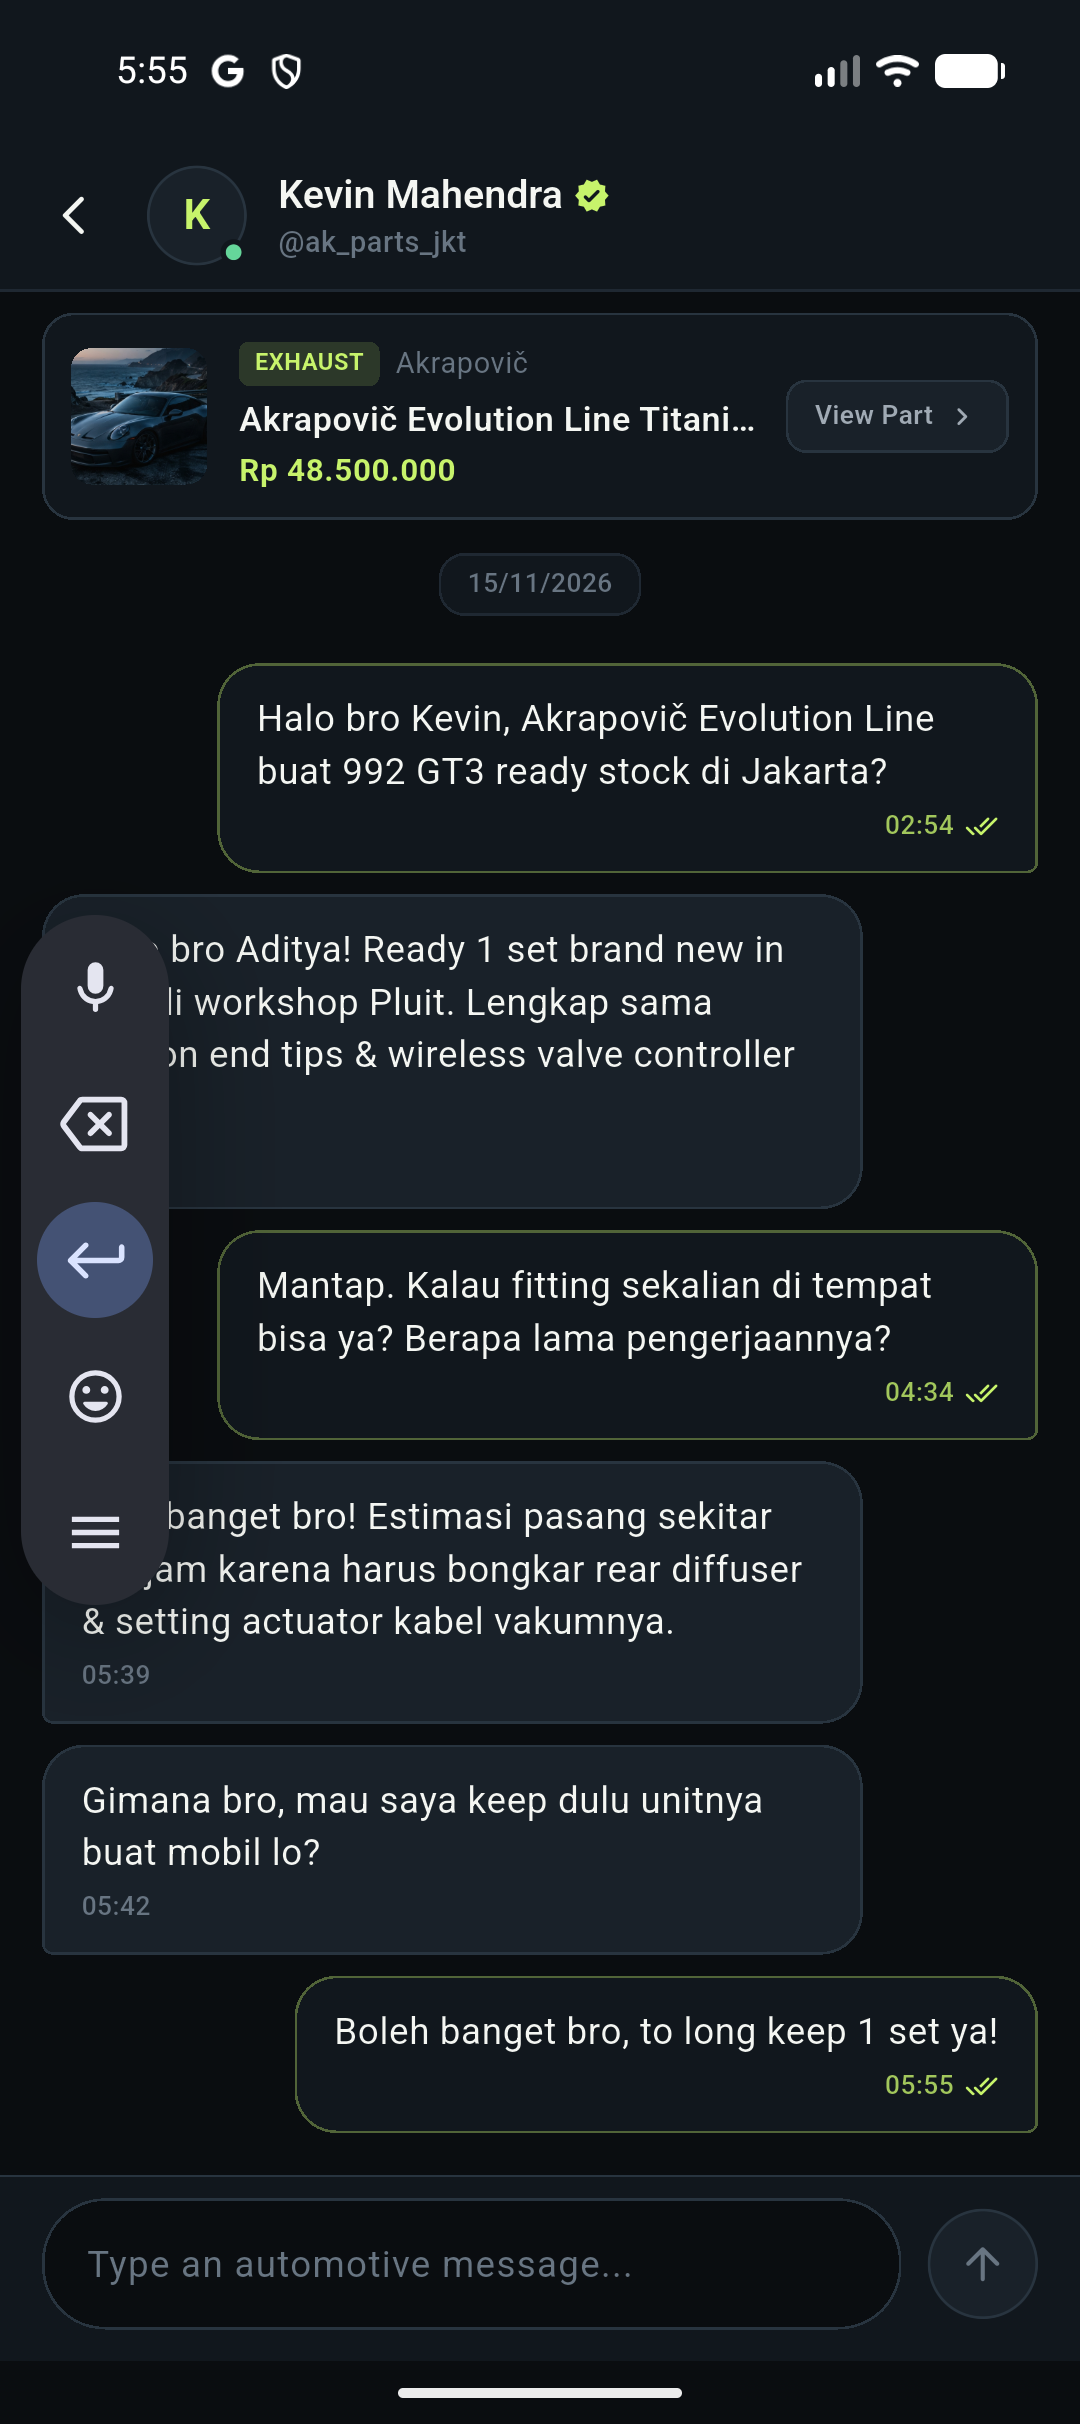 5:55
K
Kevin Mahendra
@ak_parts_jkt
EXHAUST Akrapovič
Akrapovič Evolution Line Titani...
Rp 48.500.000
View Part
15/11/2026
Halo bro Kevin, Akrapovič Evolution Line
buat 992 GT3 ready stock di Jakarta?
02:54
bro Aditya! Ready 1 set brand new in
workshop Pluit. Lengkap sama
end tips & wireless valve controller
Mantap. Kalau fitting sekalian di tempat
bisa ya? Berapa lama pengerjaannya?
04:34
banget bro! Estimasi pasang sekitar
jam karena harus bongkar rear diffuser
& setting actuator kabel vakumnya.
05:39
Gimana bro, mau saya keep dulu unitnya
buat mobil lo?
05:42
Boleh banget bro, to long keep 1 set ya!
05:55
Type an automotive message...